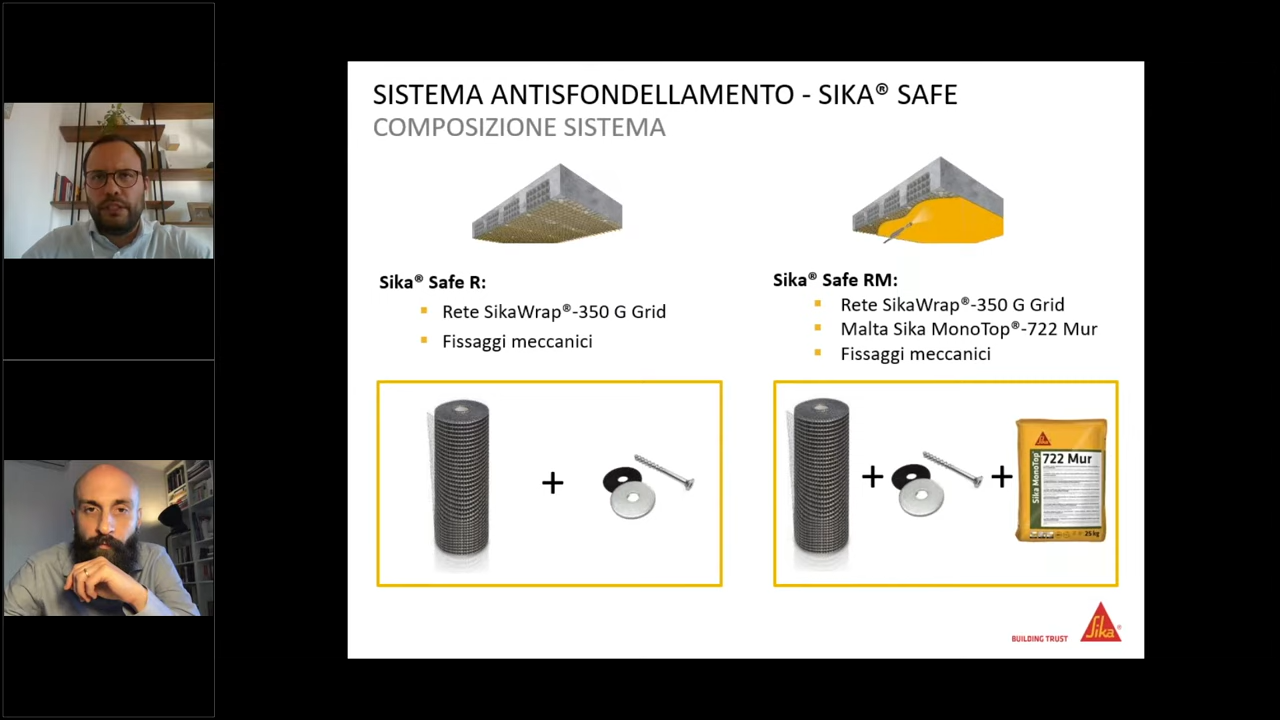 SISTEMA ANTISFONDELLAMENTO - SIKA® SAFE
COMPOSIZIONE SISTEMA
Sika® Safe R:
▪ Rete SikaWrap®-350 G Grid
▪ Fissaggi meccanici
Sika® Safe RM:
▪ Rete SikaWrap®-350 G Grid
▪ Malta Sika MonoTop®-722 Mur
▪ Fissaggi meccanici
+
+ +
Sika MonoTop®
722 Mur
25 kg
BUILDING TRUST
Sika®